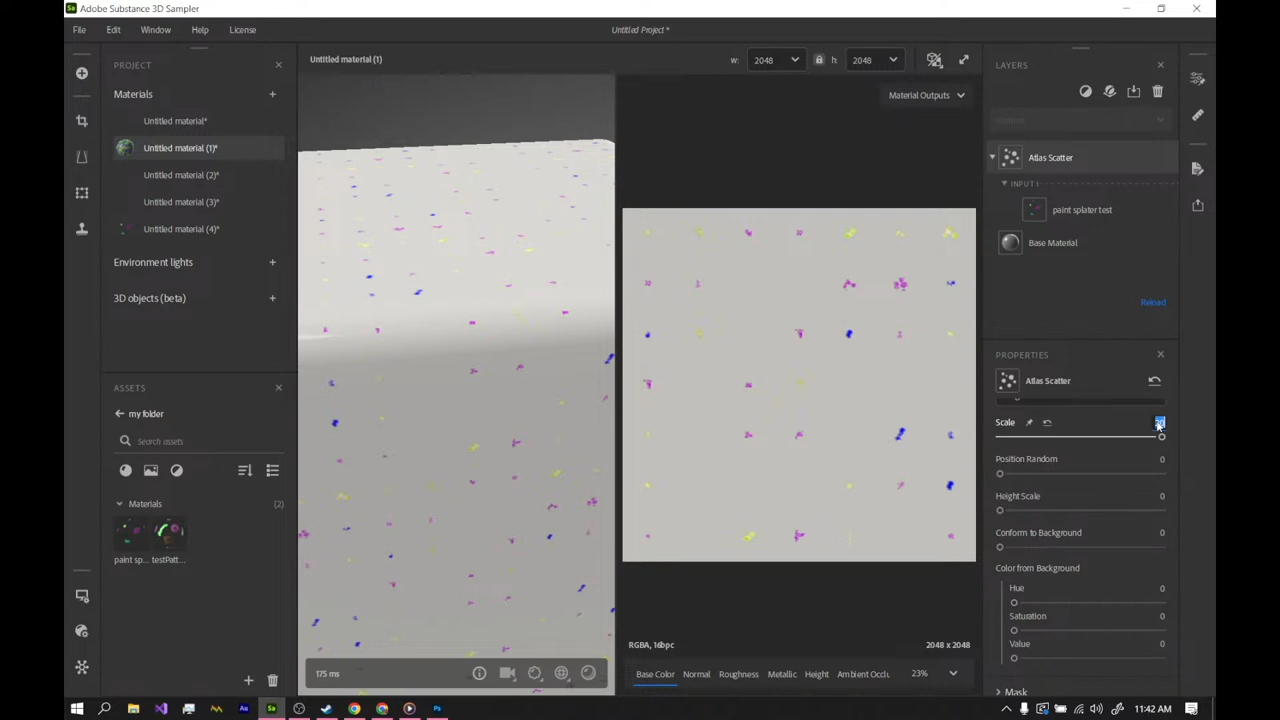 Adobe Substance 3D Sampler
File Edit Window Help License
Untitled Project *
PROJECT
Materials
Untitled material*
Untitled material (1)*
Untitled material (2)*
Untitled material (3)*
Untitled material (4)*
Environment lights
3D objects (beta)
ASSETS
my folder
Search assets
Materials (2)
paint sp... testPatt...
Untitled material (1)
w: 2048 h: 2048
Material Outputs
175 ms
RGBA, 16bpc 2048 x 2048
Base Color Normal Roughness Metallic Height Ambient Occlu 23%
LAYERS
Atlas Scatter
INPUT 1
paint splater test
Base Material
Reload
PROPERTIES
Atlas Scatter
Scale
Position Random 0
Height Scale 0
Conform to Background 0
Color from Background
Hue 0
Saturation 0
Value 0
Mask
11:42 AM